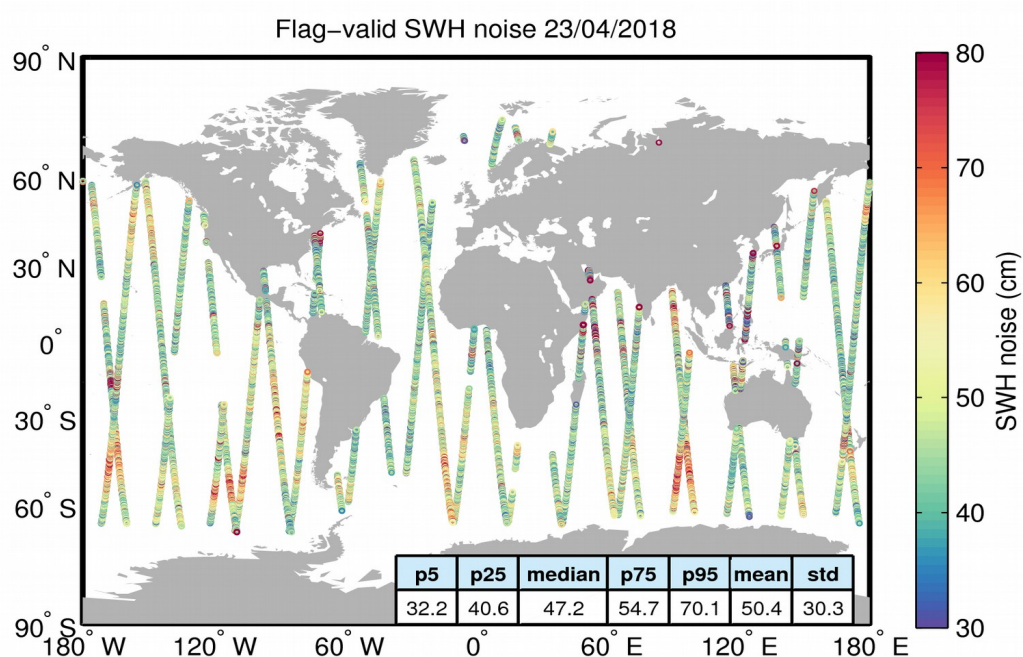 Flag−valid SWH noise 23/04/2018
90° N
60° N
30° N
0°
30° S
60° S
90° S
180° W
120° W
60° W
0°
60° E
120° E
180° E
80
70
60
50
40
30
SWH noise (cm)
p5 p25 median p75 p95 mean std
32.2 40.6 47.2 54.7 70.1 50.4 30.3